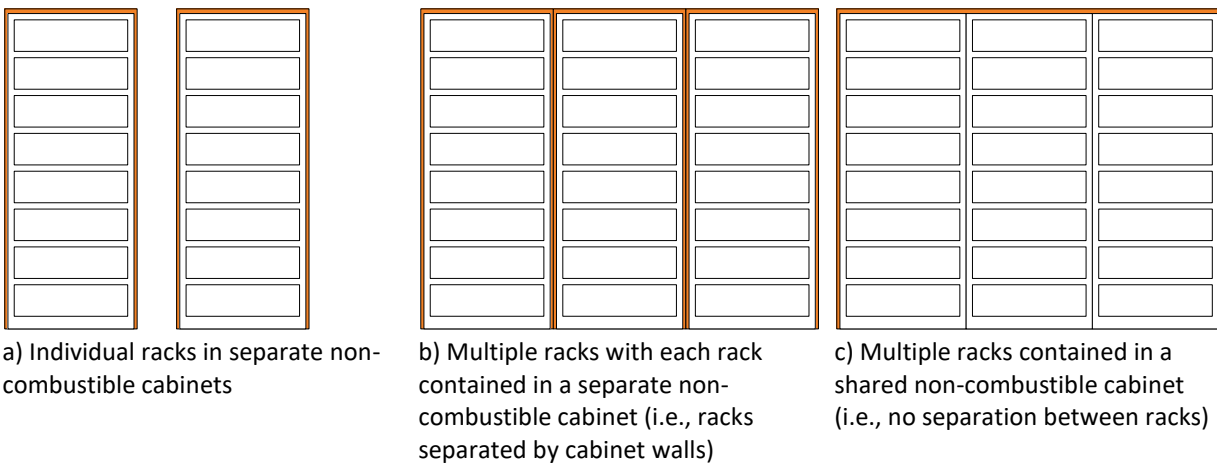 a) Individual racks in separate non-
combustible cabinets
b) Multiple racks with each rack
contained in a separate non-
combustible cabinet (i.e., racks
separated by cabinet walls)
c) Multiple racks contained in a
shared non-combustible cabinet
(i.e., no separation between racks)